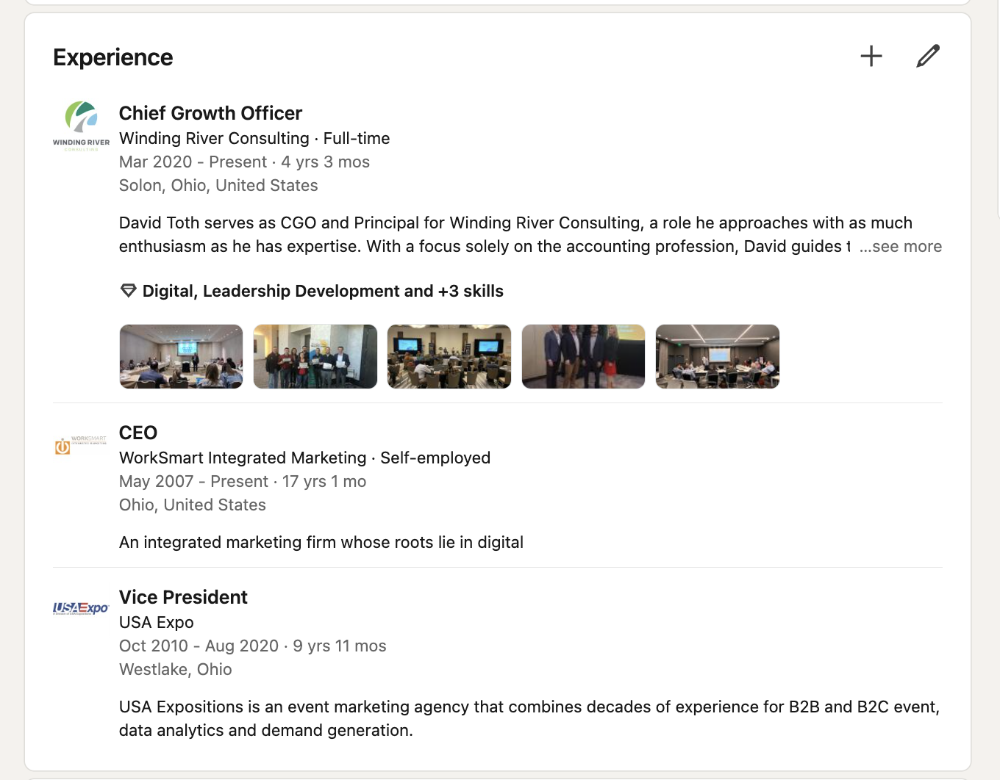 Experience
WINDING RIVER
CONSULTING
Chief Growth Officer
Winding River Consulting · Full-time
Mar 2020 - Present · 4 yrs 3 mos
Solon, Ohio, United States
David Toth serves as CGO and Principal for Winding River Consulting, a role he approaches with as much
enthusiasm as he has expertise. With a focus solely on the accounting profession, David guides t ...see more
Digital, Leadership Development and +3 skills
WORKSMART
INTEGRATED MARKETING
CEO
WorkSmart Integrated Marketing · Self-employed
May 2007 - Present · 17 yrs 1 mo
Ohio, United States
An integrated marketing firm whose roots lie in digital
USAExpo
Vice President
USA Expo
Oct 2010 - Aug 2020 · 9 yrs 11 mos
Westlake, Ohio
USA Expositions is an event marketing agency that combines decades of experience for B2B and B2C event,
data analytics and demand generation.